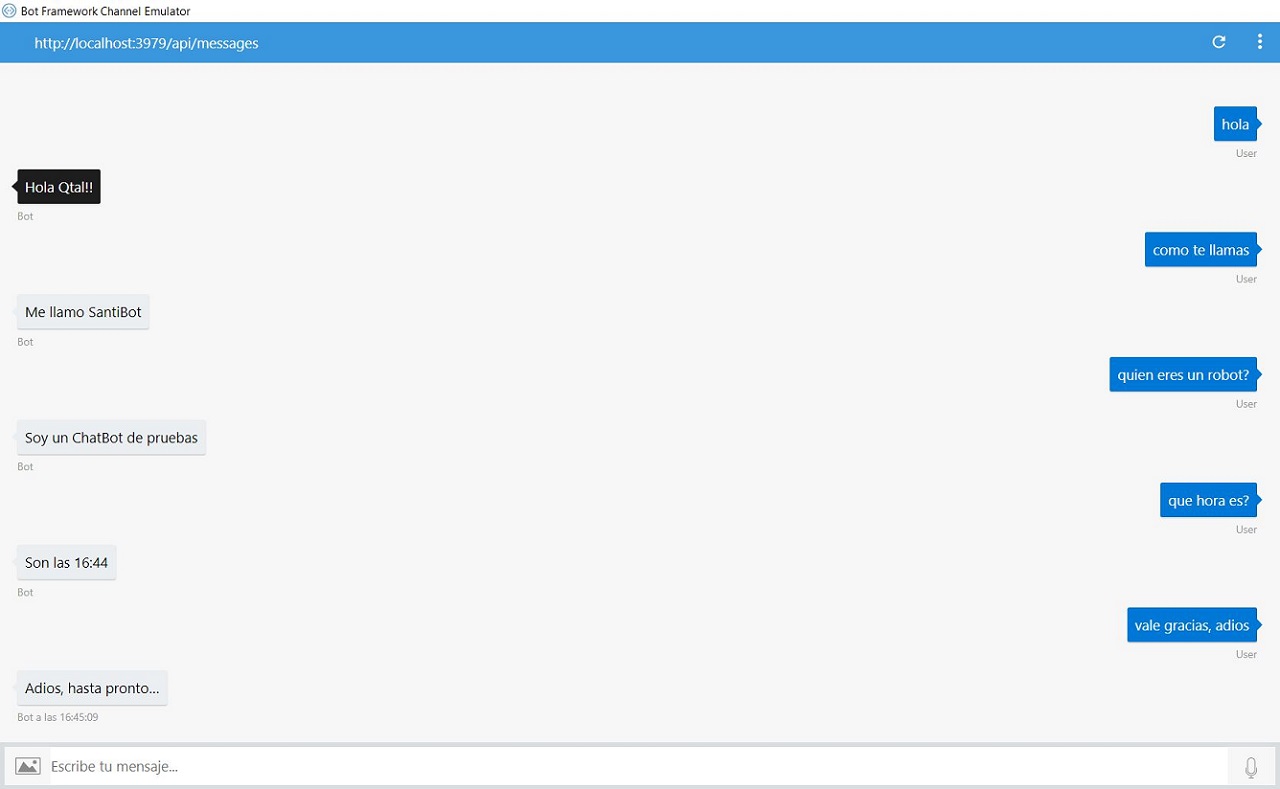 Bot Framework Channel Emulator
http://localhost:3979/api/messages
hola
User
Hola Qtal!!
Bot
como te llamas
User
Me llamo SantiBot
Bot
quien eres un robot?
User
Soy un ChatBot de pruebas
Bot
que hora es?
User
Son las 16:44
Bot
vale gracias, adios
User
Adios, hasta pronto...
Bot a las 16:45:09
Escribe tu mensaje...